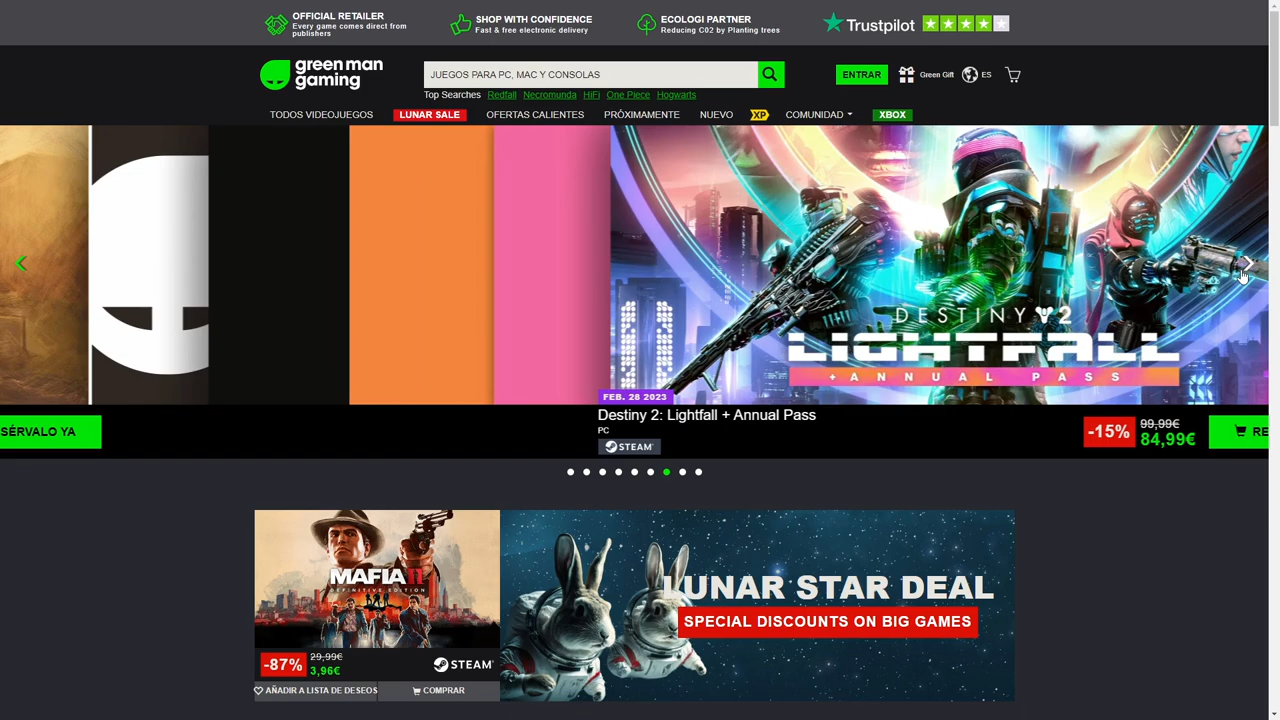 OFFICIAL RETAILER
Every game comes direct from
publishers
SHOP WITH CONFIDENCE
Fast & free electronic delivery
ECOLOGI PARTNER
Reducing C02 by Planting trees
Trustpilot
green man
gaming
JUEGOS PARA PC, MAC Y CONSOLAS
ENTRAR
Green Gift
ES
Top Searches Redfall Necromunda HiFi One Piece Hogwarts
TODOS VIDEOJUEGOS LUNAR SALE OFERTAS CALIENTES PRÓXIMAMENTE NUEVO XP COMUNIDAD XBOX
DESTINY 2
LIGHTFALL
+ ANNUAL PASS
FEB. 28 2023
SÉRVALO YA
Destiny 2: Lightfall + Annual Pass
PC
STEAM
-15%
99,99€
84,99€
RE
MAFIA II
DEFINITIVE EDITION
-87%
29,99€
3,96€
STEAM
AÑADIR A LISTA DE DESEOS
COMPRAR
LUNAR STAR DEAL
SPECIAL DISCOUNTS ON BIG GAMES